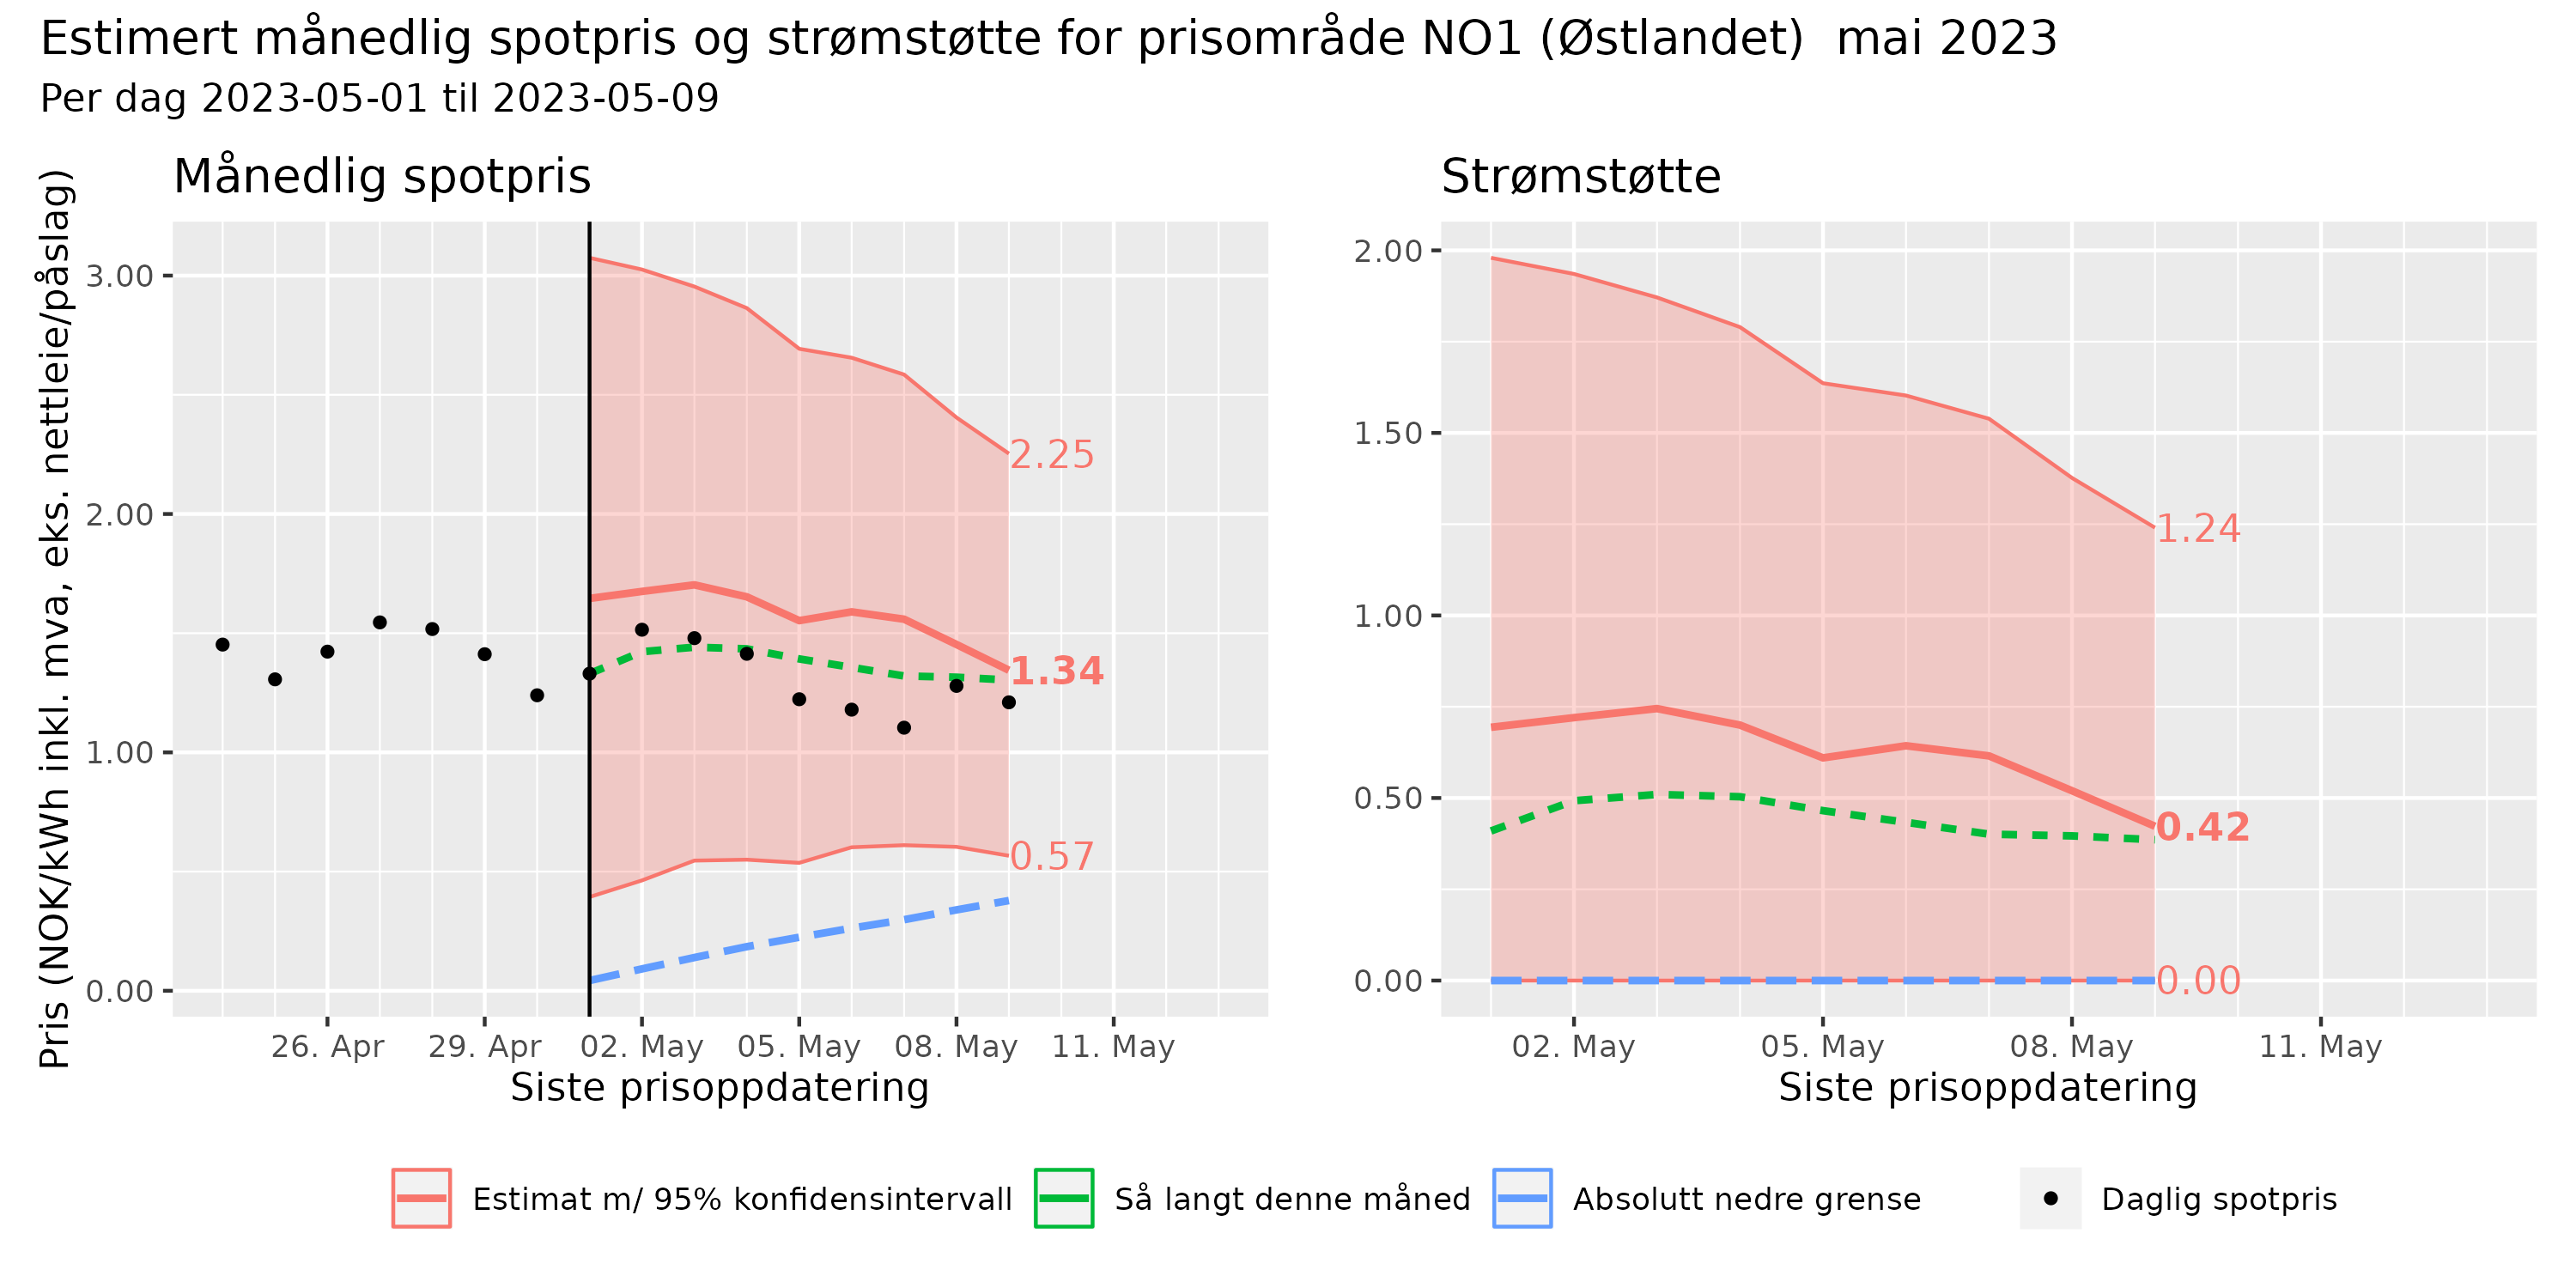 Estimert månedlig spotpris og strømstøtte for prisområde NO1 (Østlandet)  mai 2023
Per dag 2023-05-01 til 2023-05-09
Månedlig spotpris
Pris (NOK/kWh inkl. mva, eks. nettleie/påslag)
3.00
2.00
1.00
0.00
2.25
1.34
0.57
26. Apr
29. Apr
02. May
05. May
08. May
11. May
Siste prisoppdatering
Strømstøtte
2.00
1.50
1.00
0.50
0.00
1.24
0.42
0.00
02. May
05. May
08. May
11. May
Siste prisoppdatering
Estimat m/ 95% konfidensintervall
Så langt denne måned
Absolutt nedre grense
Daglig spotpris